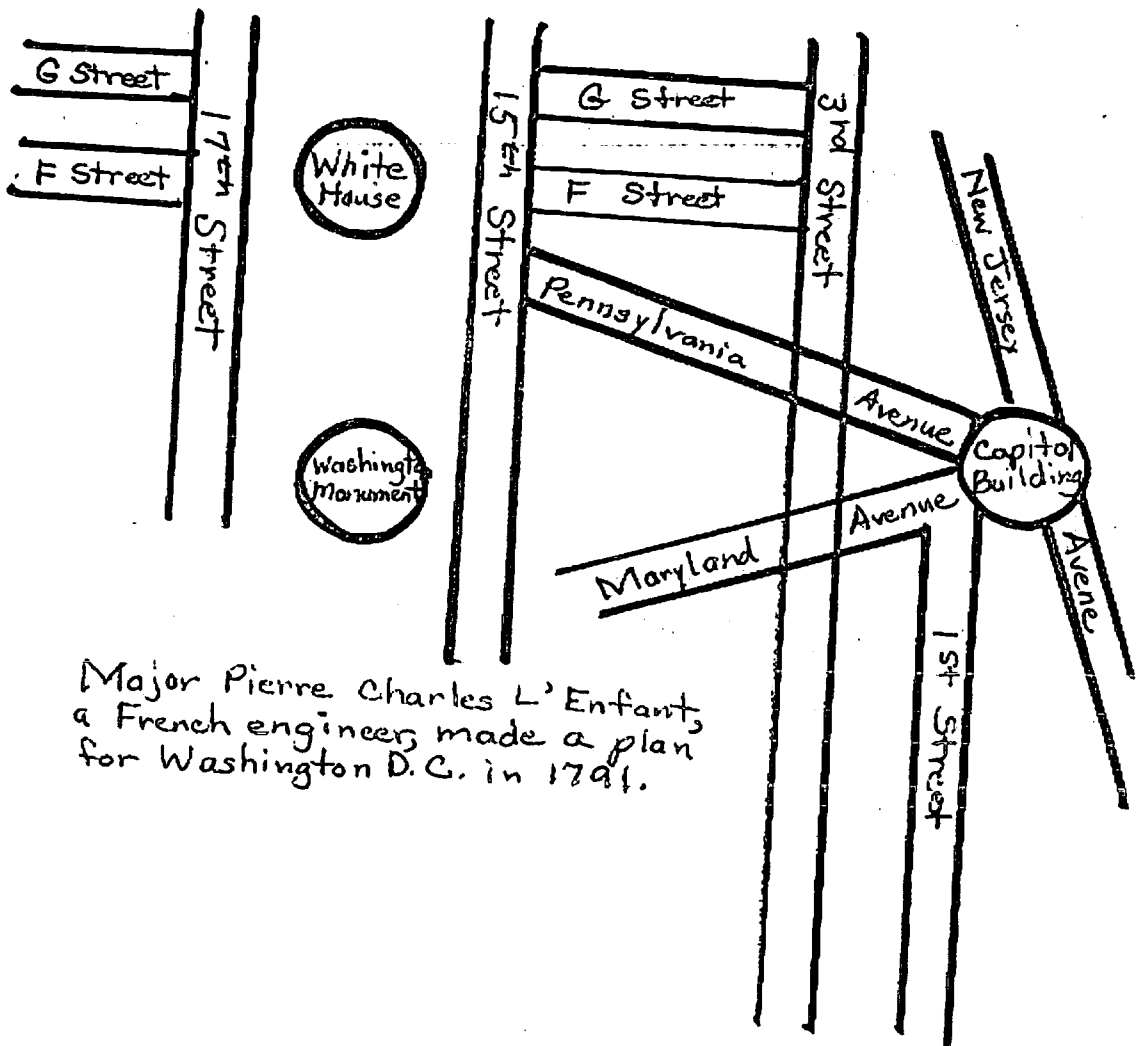 G Street
F Street
17th Street
White
House
15th Street
G Street
F Street
3rd Street
New Jersey
Pennsylvania
Avenue
Capitol
Building
Washington
Monument
Maryland
Avenue
Avene
1st Street
Major Pierre Charles L'Enfant,
a French engineer, made a plan
for Washington D.C. in 1791.